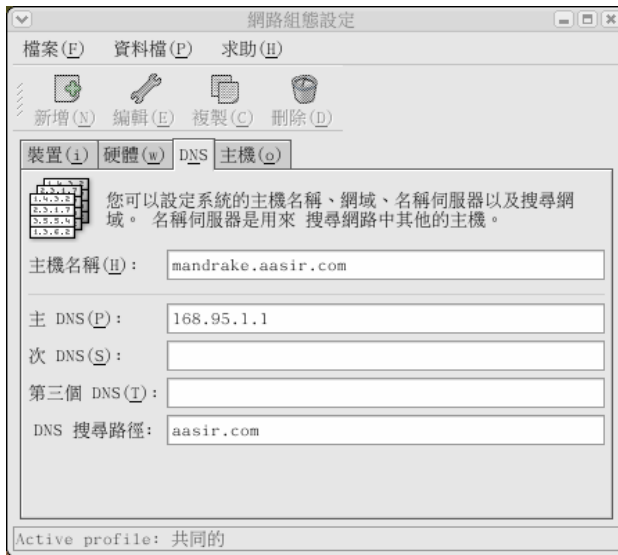 網路組態設定
檔案(F) 資料檔(P) 求助(H)
新增(N) 編輯(E) 複製(C) 刪除(D)
裝置(i) 硬體(w) DNS 主機(o)
您可以設定系統的主機名稱、網域、名稱伺服器以及搜尋網
域。 名稱伺服器是用來 搜尋網路中其他的主機。
主機名稱(H): mandrake.aasir.com
主 DNS(P): 168.95.1.1
次 DNS(S):
第三個 DNS(T):
DNS 搜尋路徑: aasir.com
Active profile: 共同的